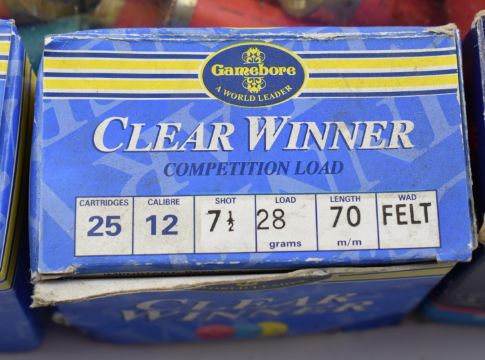 Gamebore
A WORLD LEADER
CLEAR WINNER
COMPETITION LOAD
CARTRIDGES CALIBRE SHOT LOAD LENGTH WAD
25 12 7½ 28 70 FELT
grams m/m
CLEAR WINNER